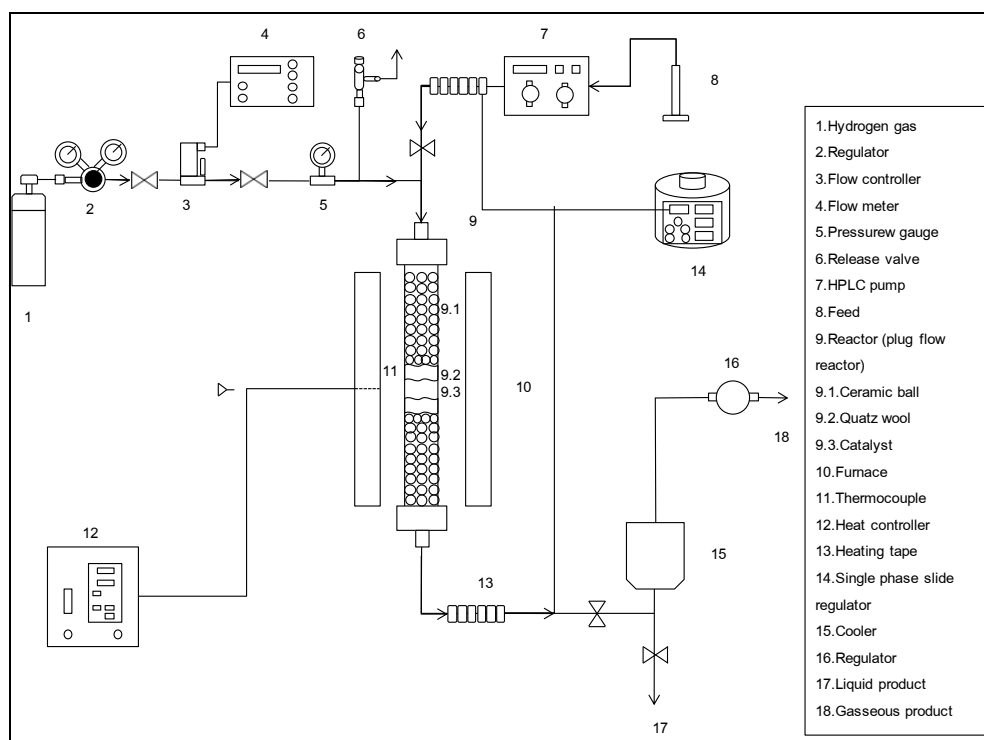 4
6
7
8
2
3
5
9
14
1
9.1
11
9.2
9.3
10
16
18
12
13
15
17
1.Hydrogen gas
2.Regulator
3.Flow controller
4.Flow meter
5.Pressurew gauge
6.Release valve
7.HPLC pump
8.Feed
9.Reactor (plug flow
reactor)
9.1.Ceramic ball
9.2.Quatz wool
9.3.Catalyst
10.Furnace
11.Thermocouple
12.Heat controller
13.Heating tape
14.Single phase slide
regulator
15.Cooler
16.Regulator
17.Liquid product
18.Gasseous product